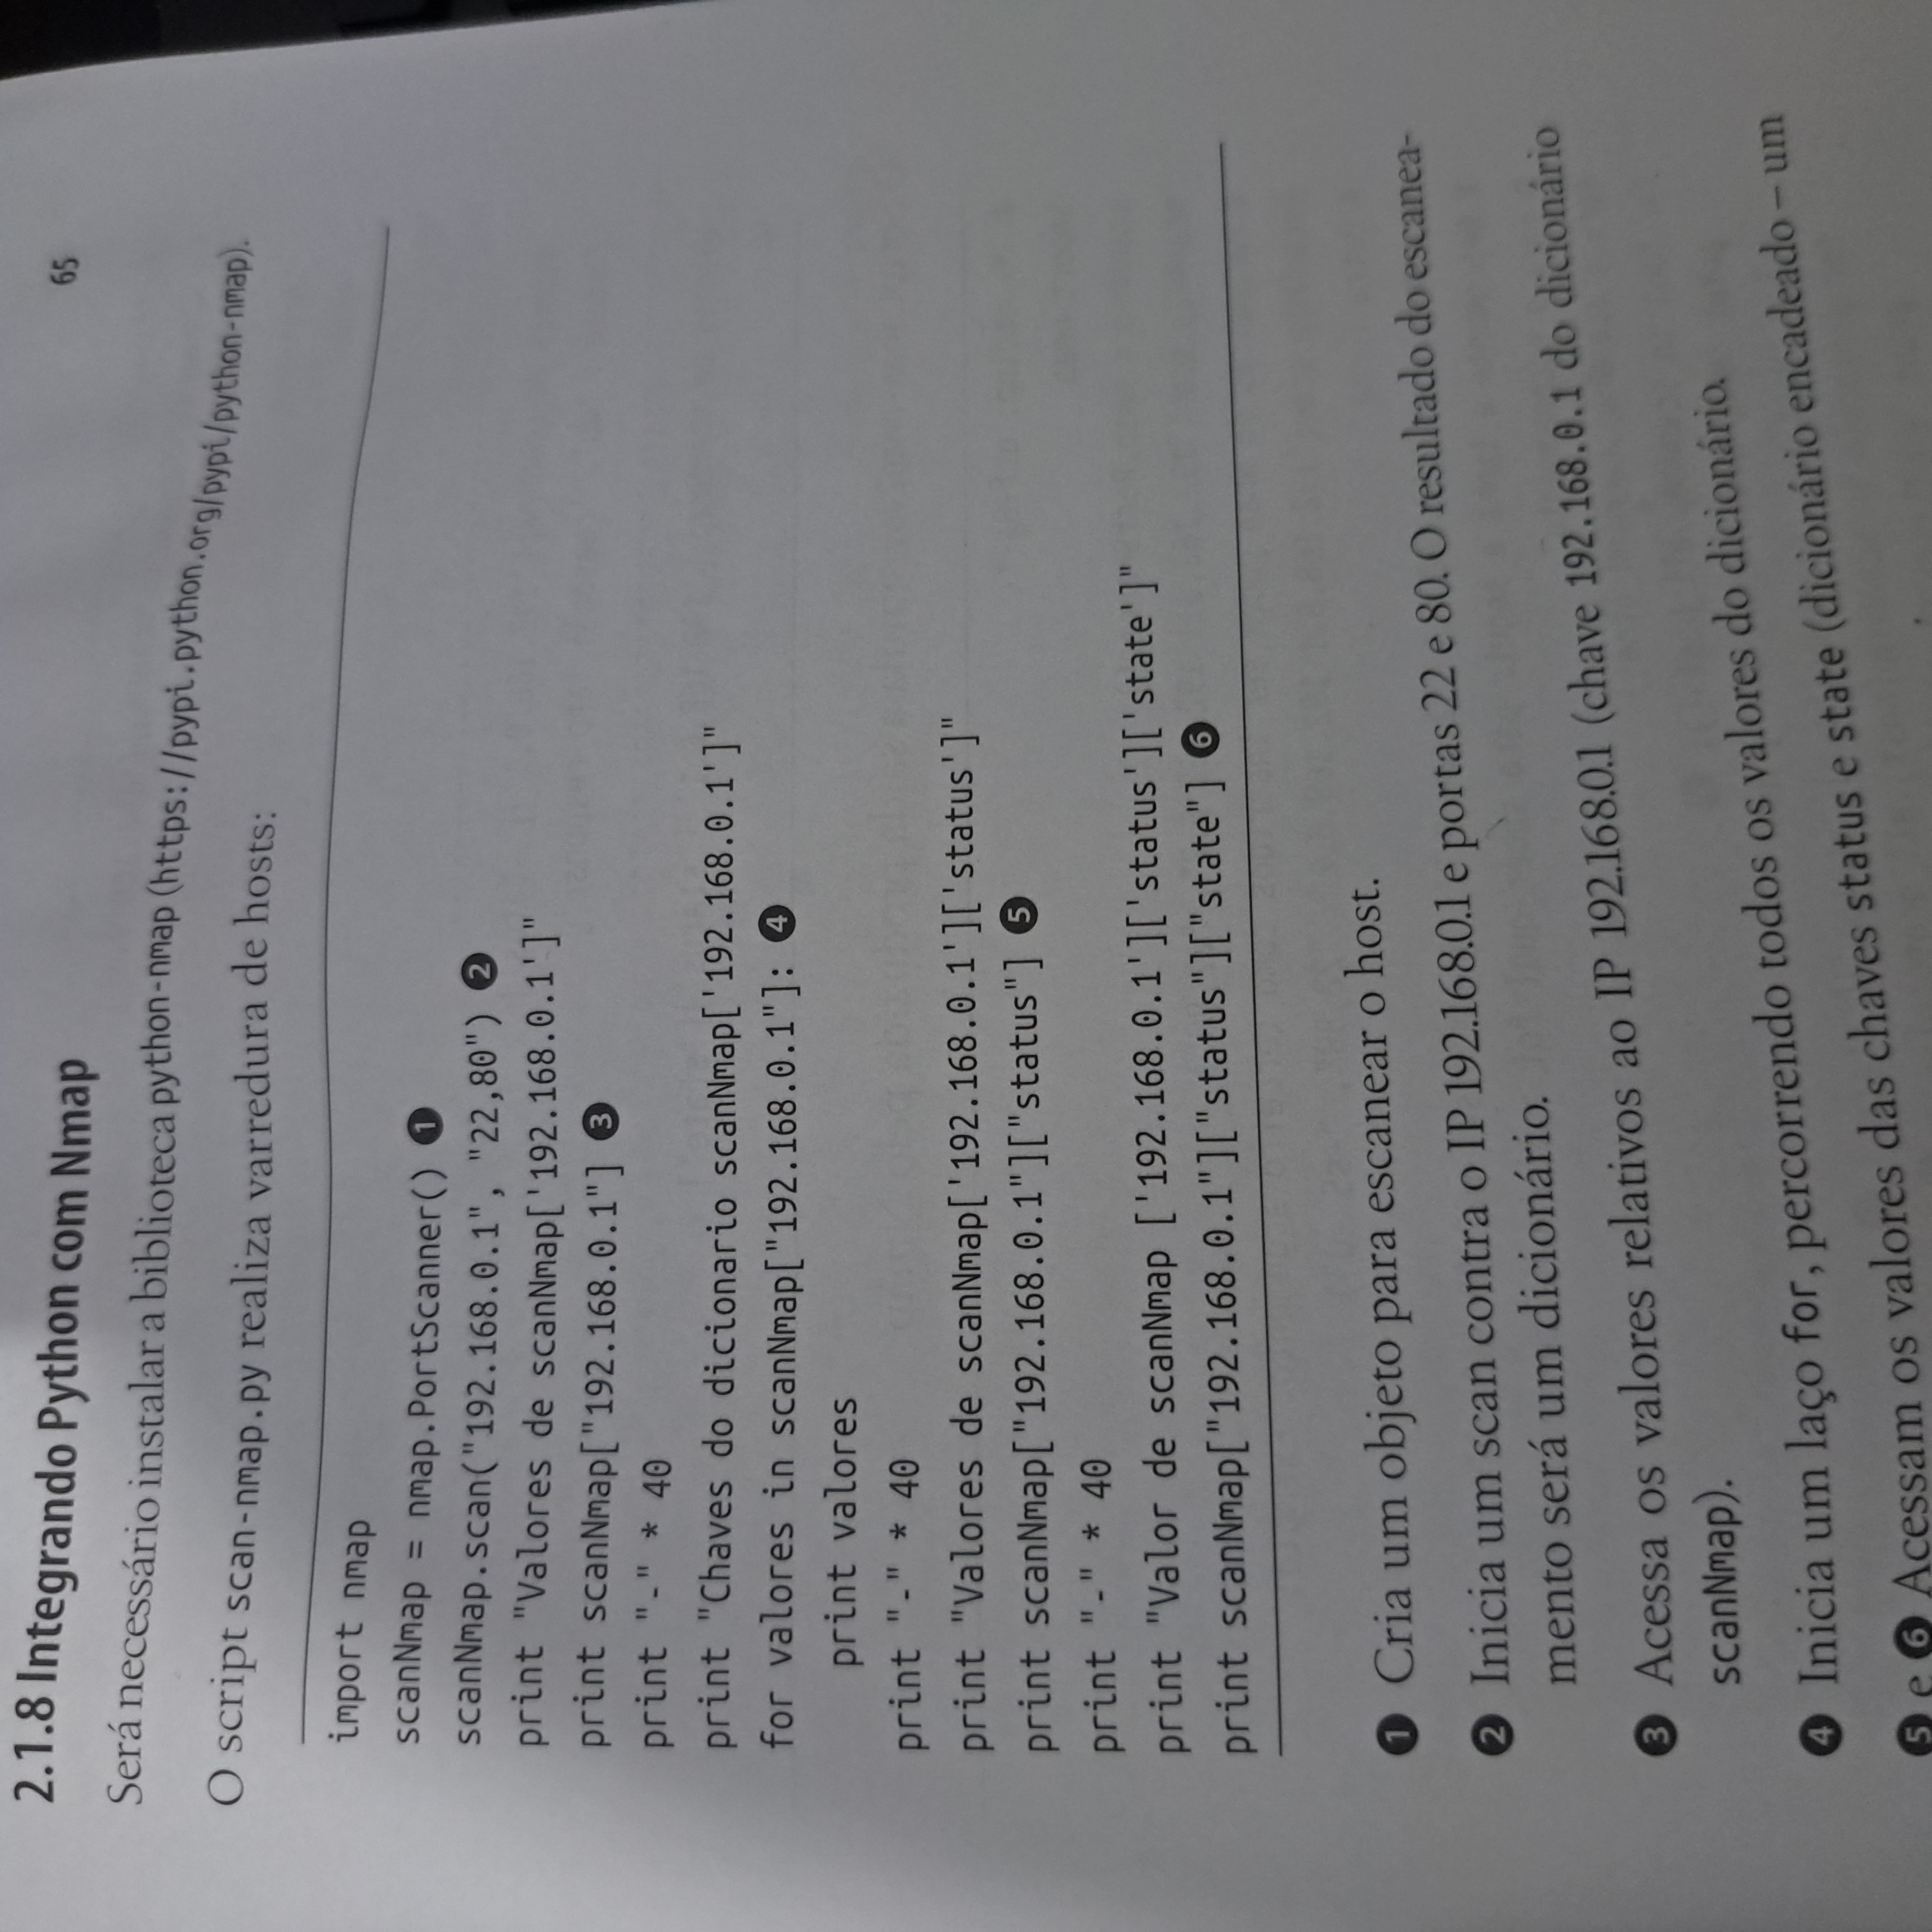 2.1.8 Integrando Python com Nmap
65
Será necessário instalar a biblioteca python-nmap (https://pypi.python.org/pypi/python-nmap).
O script scan-nmap.py realiza varredura de hosts:
import nmap
scanNmap = nmap.PortScanner() ❶
scanNmap.scan("192.168.0.1", "22,80") ❷
print "Valores de scanNmap['192.168.0.1']"
print scanNmap["192.168.0.1"] ❸
print "-" * 40
print "Chaves do dicionario scanNmap['192.168.0.1']"
for valores in scanNmap["192.168.0.1"]: ❹
    print valores
print "-" * 40
print "Valores de scanNmap['192.168.0.1']['status']"
print scanNmap["192.168.0.1"]["status"] ❺
print "-" * 40
print "Valor de scanNmap ['192.168.0.1']['status']['state']"
print scanNmap["192.168.0.1"]["status"]["state"] ❻
❶ Cria um objeto para escanear o host.
❷ Inicia um scan contra o IP 192.168.0.1 e portas 22 e 80. O resultado do escanea-
mento será um dicionário.
❸ Acessa os valores relativos ao IP 192.168.0.1 (chave 192.168.0.1 do dicionário
scanNmap).
❹ Inicia um laço for, percorrendo todos os valores do dicionário.
❺ e ❻ Acessam os valores das chaves status e state (dicionário encadeado – um